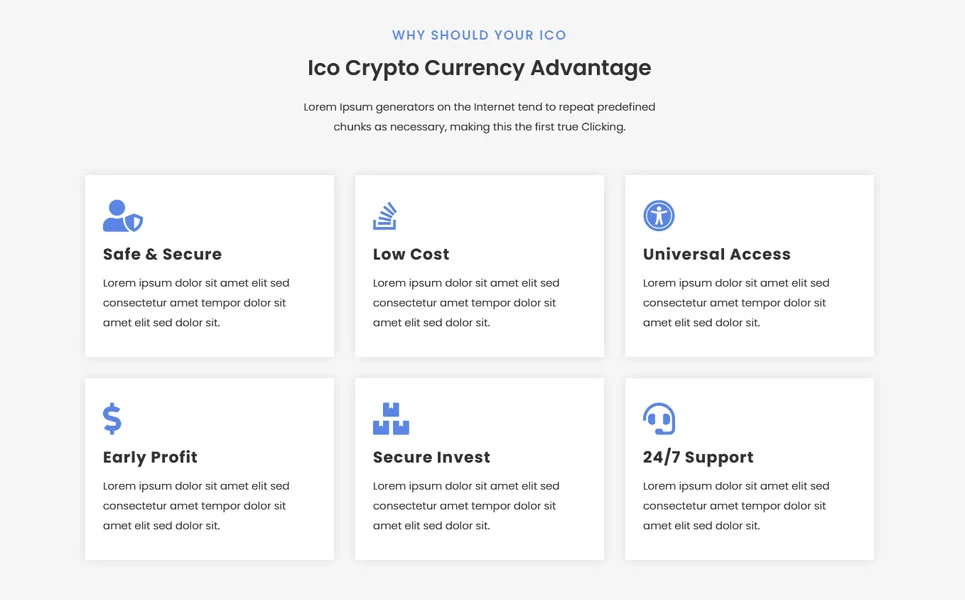 WHY SHOULD YOUR ICO
Ico Crypto Currency Advantage
Lorem Ipsum generators on the Internet tend to repeat predefined
chunks as necessary, making this the first true Clicking.
Safe & Secure
Lorem ipsum dolor sit amet elit sed
consectetur amet tempor dolor sit
amet elit sed dolor sit.
Low Cost
Lorem ipsum dolor sit amet elit sed
consectetur amet tempor dolor sit
amet elit sed dolor sit.
Universal Access
Lorem ipsum dolor sit amet elit sed
consectetur amet tempor dolor sit
amet elit sed dolor sit.
Early Profit
Lorem ipsum dolor sit amet elit sed
consectetur amet tempor dolor sit
amet elit sed dolor sit.
Secure Invest
Lorem ipsum dolor sit amet elit sed
consectetur amet tempor dolor sit
amet elit sed dolor sit.
24/7 Support
Lorem ipsum dolor sit amet elit sed
consectetur amet tempor dolor sit
amet elit sed dolor sit.